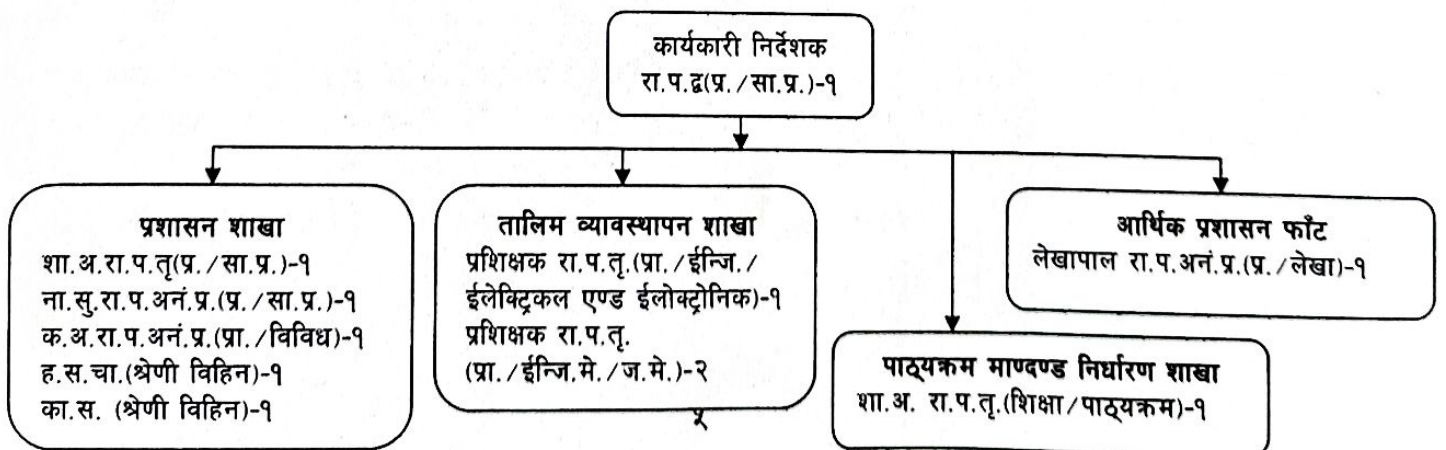 कार्यकारी निर्देशक
रा.प.द्व(प्र./सा.प्र.)-१
प्रशासन शाखा
शा.अ.रा.प.तृ(प्र./सा.प्र.)-१
ना.सु.रा.प.अनं.प्र.(प्र./सा.प्र.)-१
क.अ.रा.प.अनं.प्र.(प्रा./विविध)-१
ह.स.चा.(श्रेणी विहिन)-१
का.स. (श्रेणी विहिन)-१
तालिम व्यावस्थापन शाखा
प्रशिक्षक रा.प.तृ.(प्रा./ईन्जि./
ईलेक्ट्रिकल एण्ड ईलोक्ट्रोनिक)-१
प्रशिक्षक रा.प.तृ.
(प्रा./ईन्जि.मे./ज.मे.)-२
आर्थिक प्रशासन फाँट
लेखापाल रा.प.अनं.प्र.(प्र./लेखा)-१
पाठ्यक्रम माण्दण्ड निर्धारण शाखा
शा.अ. रा.प.तृ.(शिक्षा/पाठ्यक्रम)-१